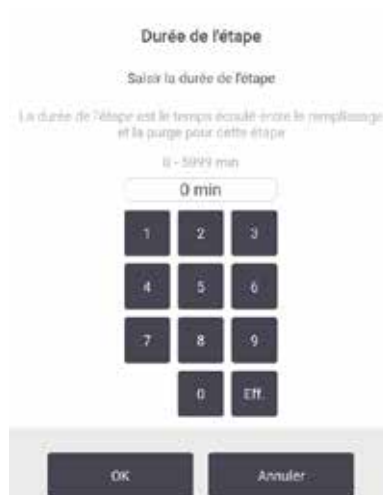 Durée de l'étape
Saisir la durée de l'étape
La durée de l'étape est le temps écoulé entre le remplissage
et la purge pour cette étape
0 - 5999 min
0 min
1 2 3
4 5 6
7 8 9
0 Eff.
OK Annuler